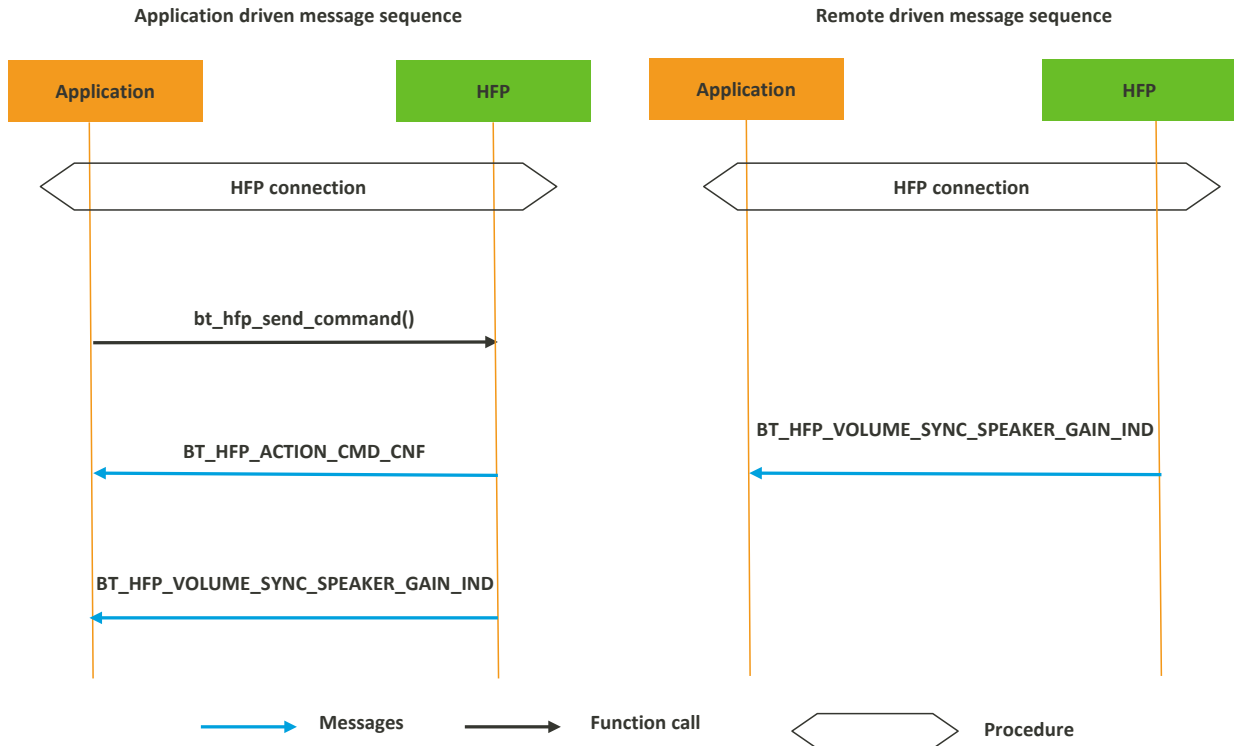 Application driven message sequence
Remote driven message sequence
Application
HFP
Application
HFP
HFP connection
HFP connection
bt_hfp_send_command()
BT_HFP_ACTION_CMD_CNF
BT_HFP_VOLUME_SYNC_SPEAKER_GAIN_IND
BT_HFP_VOLUME_SYNC_SPEAKER_GAIN_IND
Messages
Function call
Procedure